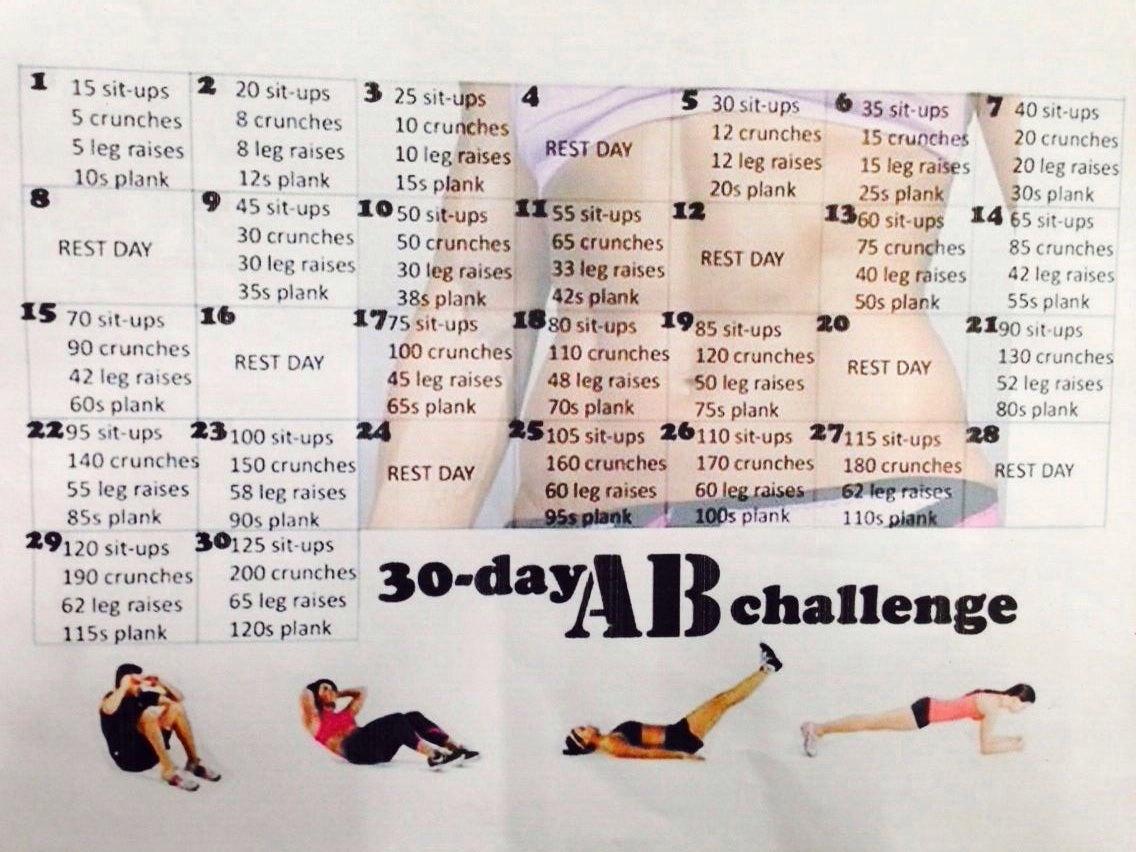 1 15 sit-ups
5 crunches
5 leg raises
10s plank
2 20 sit-ups
8 crunches
8 leg raises
12s plank
3 25 sit-ups
10 crunches
10 leg raises
15s plank
4
REST DAY
5 30 sit-ups
12 crunches
12 leg raises
20s plank
6 35 sit-ups
15 crunches
15 leg raises
25s plank
7 40 sit-ups
20 crunches
20 leg raises
30s plank
8
REST DAY
9 45 sit-ups
30 crunches
30 leg raises
35s plank
10 50 sit-ups
50 crunches
30 leg raises
38s plank
11 55 sit-ups
65 crunches
33 leg raises
42s plank
12
REST DAY
13 60 sit-ups
75 crunches
40 leg raises
50s plank
14 65 sit-ups
85 crunches
42 leg raises
55s plank
15 70 sit-ups
90 crunches
42 leg raises
60s plank
16
REST DAY
17 75 sit-ups
100 crunches
45 leg raises
65s plank
18 80 sit-ups
110 crunches
48 leg raises
70s plank
19 85 sit-ups
120 crunches
50 leg raises
75s plank
20
REST DAY
21 90 sit-ups
130 crunches
52 leg raises
80s plank
22 95 sit-ups
140 crunches
55 leg raises
85s plank
23 100 sit-ups
150 crunches
58 leg raises
90s plank
24
REST DAY
25 105 sit-ups
160 crunches
60 leg raises
95s plank
26 110 sit-ups
170 crunches
60 leg raises
100s plank
27 115 sit-ups
180 crunches
62 leg raises
110s plank
28
REST DAY
29 120 sit-ups
190 crunches
62 leg raises
115s plank
30 125 sit-ups
200 crunches
65 leg raises
120s plank
30-day AB challenge